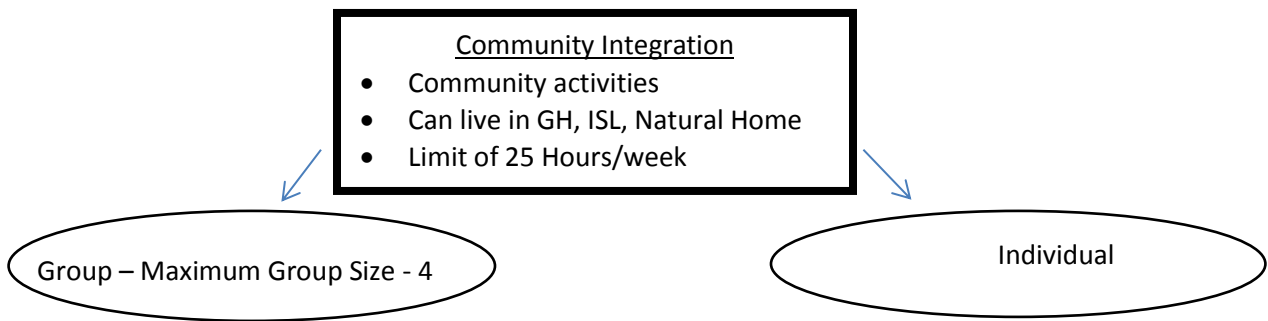 Community Integration
• Community activities
• Can live in GH, ISL, Natural Home
• Limit of 25 Hours/week
Group – Maximum Group Size - 4
Individual